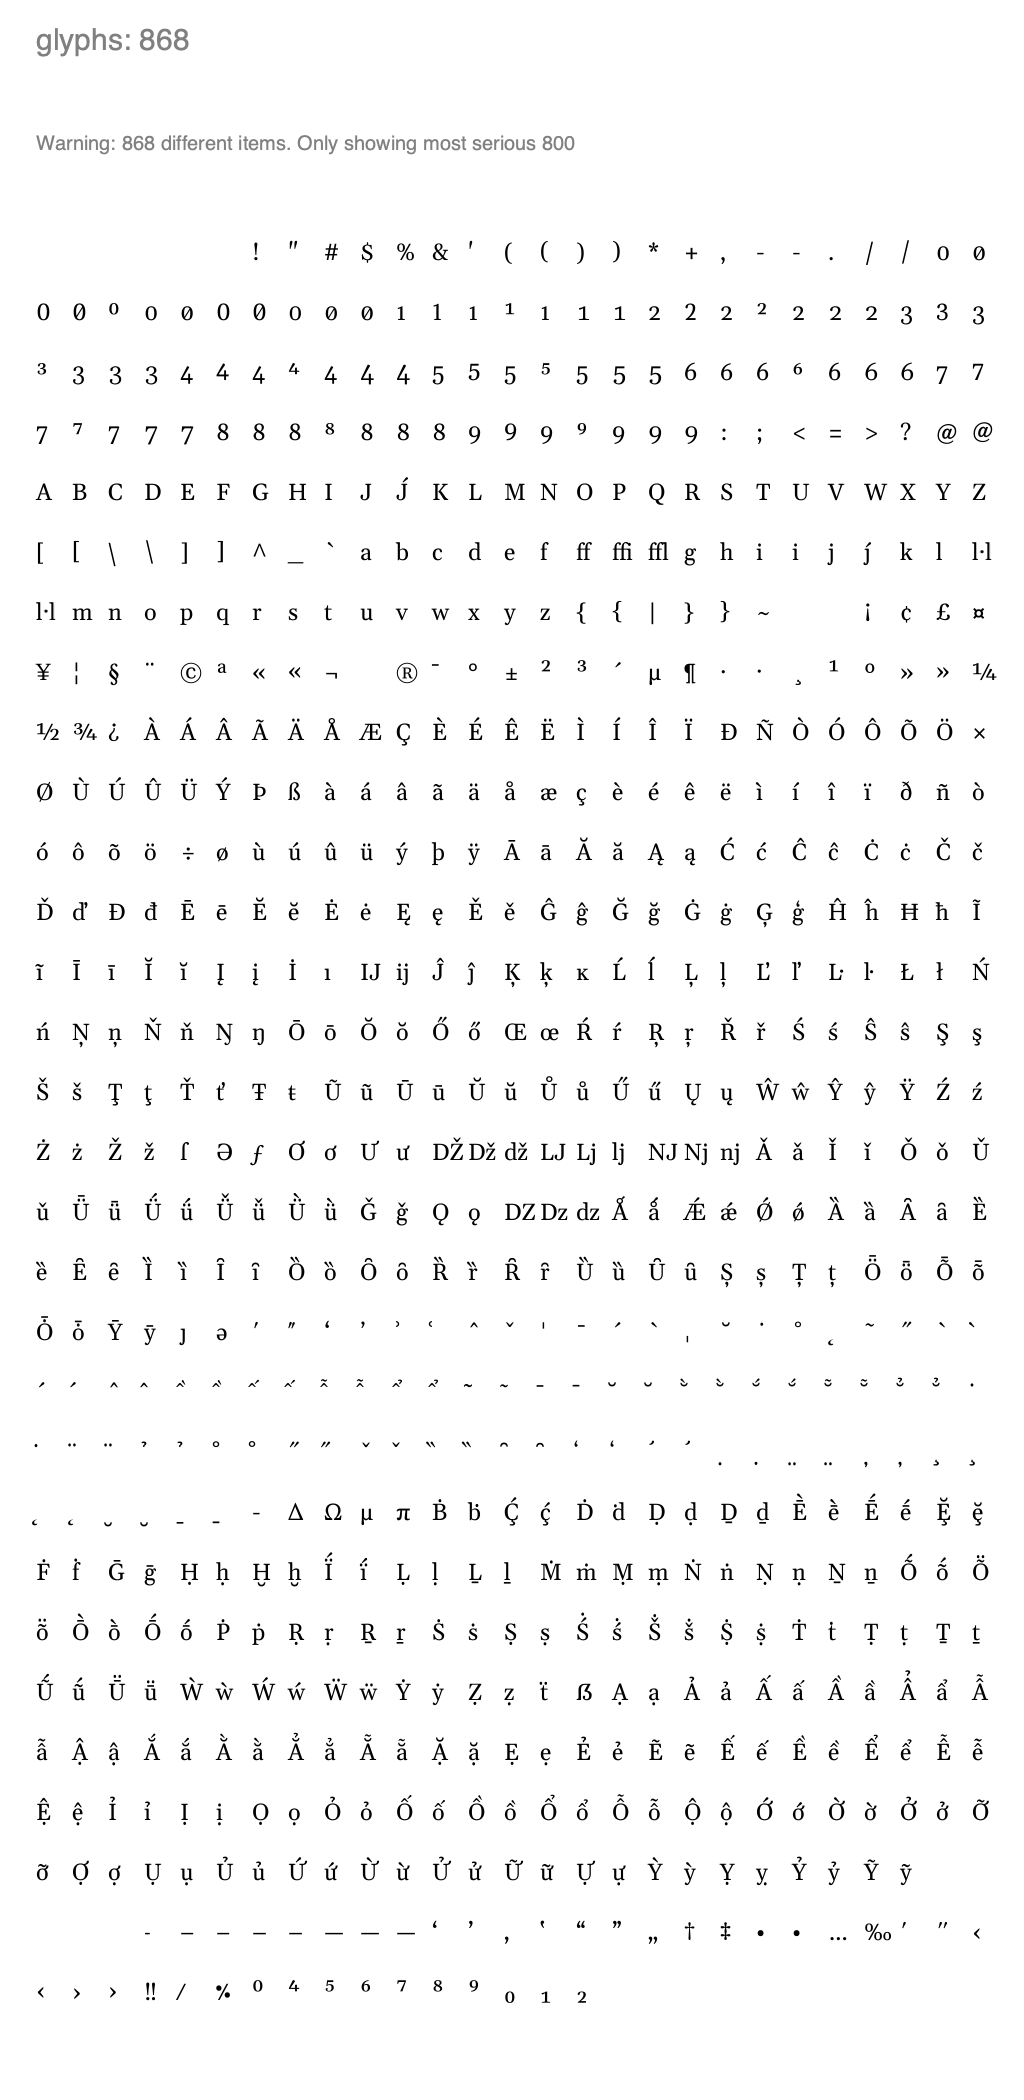 glyphs: 868
Warning: 868 different items. Only showing most serious 800
! " # $ % & ' ( ( ) ) * + , - - . / / 0 0
0 0 ⁰ 0 0 0 0 0 0 0 1 1 1 ¹ 1 1 1 2 2 2 ² 2 2 2 3 3 3
³ 3 3 3 4 4 4 ⁴ 4 4 4 5 5 5 ⁵ 5 5 5 6 6 6 ⁶ 6 6 6 7 7
7 ⁷ 7 7 7 8 8 8 ⁸ 8 8 8 9 9 9 ⁹ 9 9 9 : ; < = > ? @ @
A B C D E F G H I J J́ K L M N O P Q R S T U V W X Y Z
[ [ \ \ ] ] ^ _ ` a b c d e f ff ffi ffl g h i i j j́ k l l·l
l·l m n o p q r s t u v w x y z { { | } } ~ ¡ ¢ £ ¤
¥ ¦ § ¨ © ª « « ¬ ® ¯ ° ± ² ³ ´ µ ¶ · · ¸ ¹ º » » ¼
½ ¾ ¿ À Á Â Ã Ä Å Æ Ç È É Ê Ë Ì Í Î Ï Ð Ñ Ò Ó Ô Õ Ö ×
Ø Ù Ú Û Ü Ý Þ ß à á â ã ä å æ ç è é ê ë ì í î ï ð ñ ò
ó ô õ ö ÷ ø ù ú û ü ý þ ÿ Ā ā Ă ă Ą ą Ć ć Ĉ ĉ Ċ ċ Č č
Ď ď Đ đ Ē ē Ĕ ĕ Ė ė Ę ę Ě ě Ĝ ĝ Ğ ğ Ġ ġ Ģ ģ Ĥ ĥ Ħ ħ Ĩ
ĩ Ī ī Ĭ ĭ Į į İ ı Ĳ ĳ Ĵ ĵ Ķ ķ ĸ Ĺ ĺ Ļ ļ Ľ ľ Ŀ ŀ Ł ł Ń
ń Ņ ņ Ň ň Ŋ ŋ Ō ō Ŏ ŏ Ő ő Œ œ Ŕ ŕ Ŗ ŗ Ř ř Ś ś Ŝ ŝ Ş ş
Š š Ţ ţ Ť ť Ŧ ŧ Ũ ũ Ū ū Ŭ ŭ Ů ů Ű ű Ų ų Ŵ ŵ Ŷ ŷ Ÿ Ź ź
Ż ż Ž ž ſ Ə ƒ Ơ ơ Ư ư Ǆ ǅ ǆ Ǉ ǈ ǉ Ǌ ǋ ǌ Ǎ ǎ Ǐ ǐ Ǒ ǒ Ǔ
ǔ Ǖ ǖ Ǘ ǘ Ǚ ǚ Ǜ ǜ Ǧ ǧ Ǫ ǫ Ǳ ǲ ǳ Ǻ ǻ Ǽ ǽ Ǿ ǿ Ȁ ȁ Ȃ ȃ Ȅ
ȅ Ȇ ȇ Ȉ ȉ Ȋ ȋ Ȍ ȍ Ȏ ȏ Ȑ ȑ Ȓ ȓ Ȕ ȕ Ȗ ȗ Ș ș Ț ț Ȫ ȫ Ȭ ȭ
Ȱ ȱ Ȳ ȳ ȷ ə ʹ ʺ ʻ ʼ ʾ ʿ ˆ ˇ ˈ ˉ ˊ ˋ ˌ ˘ ˙ ˚ ˛ ˜ ˝ ˋ ̀
- Δ Ω μ π Ḃ ḃ Ḉ ḉ Ḋ ḋ Ḍ ḍ Ḏ ḏ Ḕ ḕ Ḗ ḗ Ḝ ḝ
Ḟ ḟ Ḡ ḡ Ḥ ḥ Ḫ ḫ Ḯ ḯ Ḷ ḷ Ḻ ḻ Ṁ ṁ Ṃ ṃ Ṅ ṅ Ṇ ṇ Ṉ ṉ Ṍ ṍ Ṏ
ṏ Ṑ ṑ Ṓ ṓ Ṗ ṗ Ṛ ṛ Ṟ ṟ Ṡ ṡ Ṣ ṣ Ṥ ṥ Ṧ ṧ Ṩ ṩ Ṫ ṫ Ṭ ṭ Ṯ ṯ
Ṹ ṹ Ṻ ṻ Ẁ ẁ Ẃ ẃ Ẅ ẅ Ẏ ẏ Ẓ ẓ ẗ ẞ Ạ ạ Ả ả Ấ ấ Ầ ầ Ẩ ẩ Ẫ
ẫ Ậ ậ Ắ ắ Ằ ằ Ẳ ẳ Ẵ ẵ Ặ ặ Ẹ ẹ Ẻ ẻ Ẽ ẽ Ế ế Ề ề Ể ể Ễ ễ
Ệ ệ Ỉ ỉ Ị ị Ọ ọ Ỏ ỏ Ố ố Ồ ồ Ổ ổ Ỗ ỗ Ộ ộ Ớ ớ Ờ ờ Ở ở Ỡ
ỡ Ợ ợ Ụ ụ Ủ ủ Ứ ứ Ừ ừ Ử ử Ữ ữ Ự ự Ỳ ỳ Ỵ ỵ Ỷ ỷ Ỹ ỹ
‐ – – – – — — — ‘ ’ ‚ ‛ “ ” „ † ‡ • • … ‰ ′ ″ ‹
‹ › › ‼ ⁄ ⁒ ⁰ ⁴ ⁵ ⁶ ⁷ ⁸ ⁹ ₀ ₁ ₂